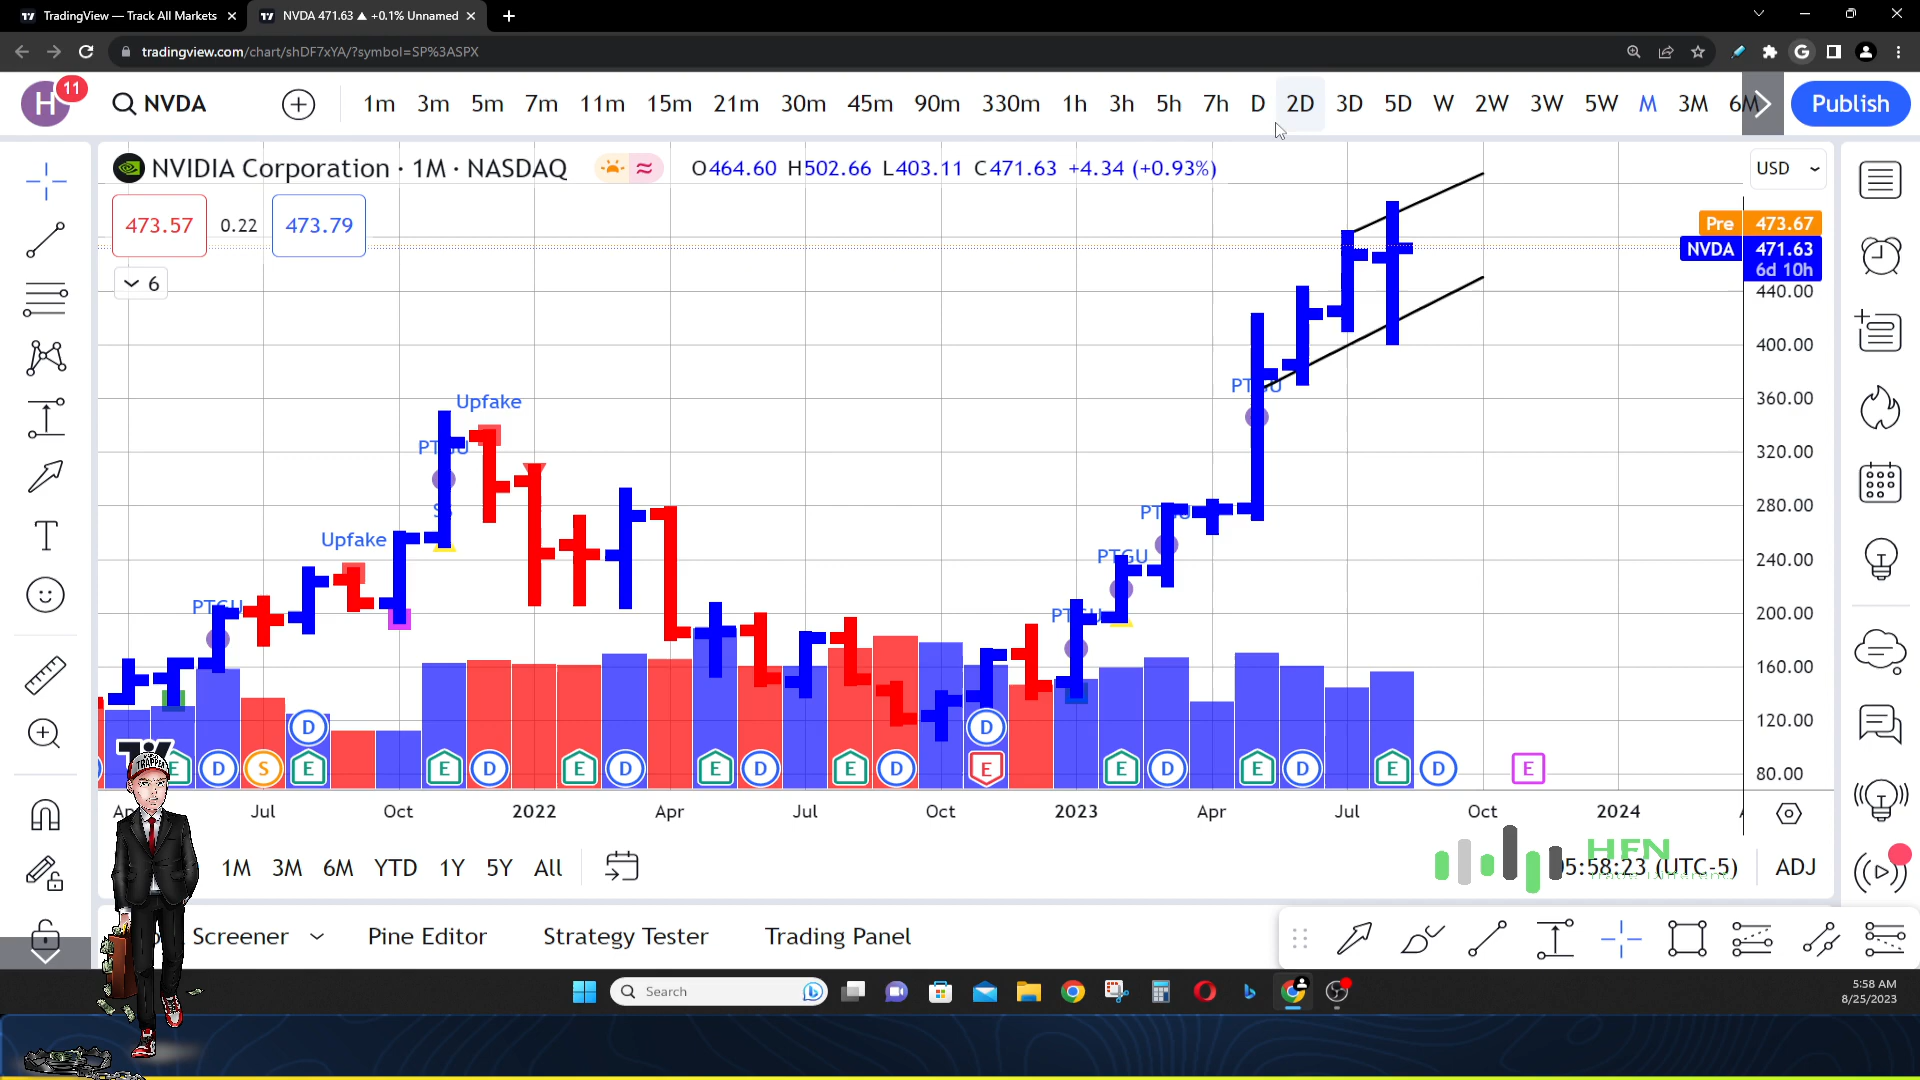 TradingView — Track All Markets
NVDA 471.63 ▲ +0.1% Unnamed
tradingview.com/chart/shDF7xYA/?symbol=SP%3ASPX
H 11 NVDA 1m 3m 5m 7m 11m 15m 21m 30m 45m 90m 330m 1h 3h 5h 7h D 2D 3D 5D W 2W 3W 5W M 3M 6M Publish
NVIDIA Corporation · 1M · NASDAQ O464.60 H502.66 L403.11 C471.63 +4.34 (+0.93%) USD
473.57 0.22 473.79
Pre 473.67
NVDA 471.63
6d 10h
6
440.00
400.00
PTGU
360.00
Upfake
PTGU
320.00
PTGU
280.00
Upfake
PTGU
240.00
PTGU
PTGU
200.00
160.00
120.00
D D
E D S E E D E D E D E D E E D E D E D E
80.00
Jul Oct 2022 Apr Jul Oct 2023 Apr Jul Oct 2024
TRAPPER
HFN
1M 3M 6M YTD 1Y 5Y All
05:58:23 (UTC-5) ADJ
Screener Pine Editor Strategy Tester Trading Panel
Search
5:58 AM
8/25/2023